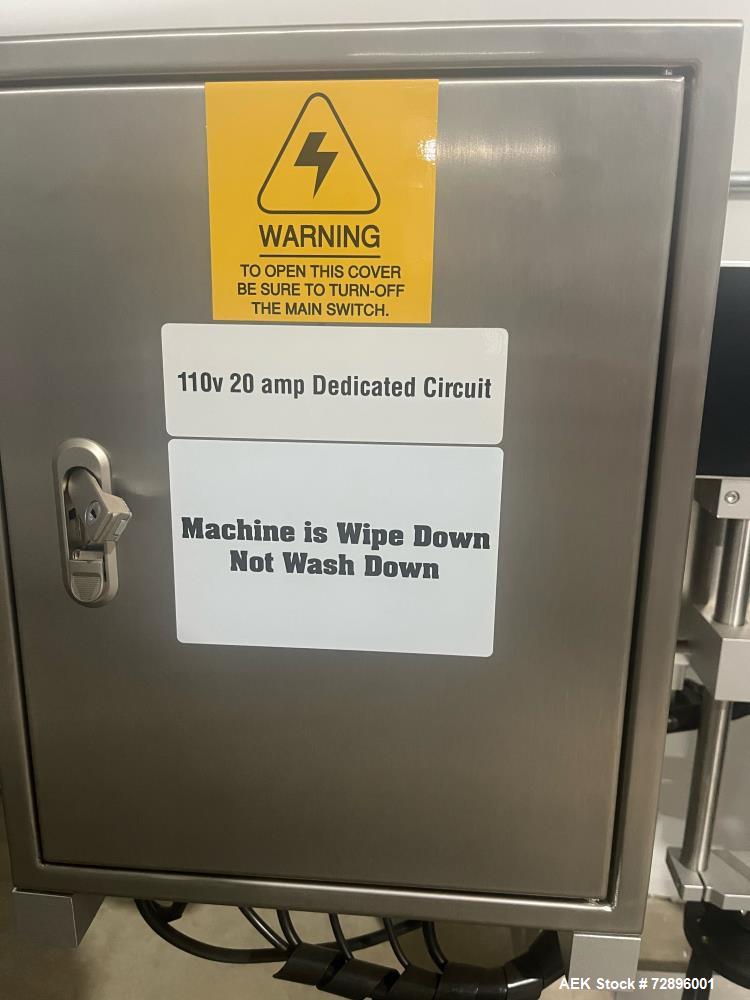 WARNING
TO OPEN THIS COVER
BE SURE TO TURN-OFF
THE MAIN SWITCH.
110v 20 amp Dedicated Circuit
Machine is Wipe Down
Not Wash Down
AEK Stock # 72896001